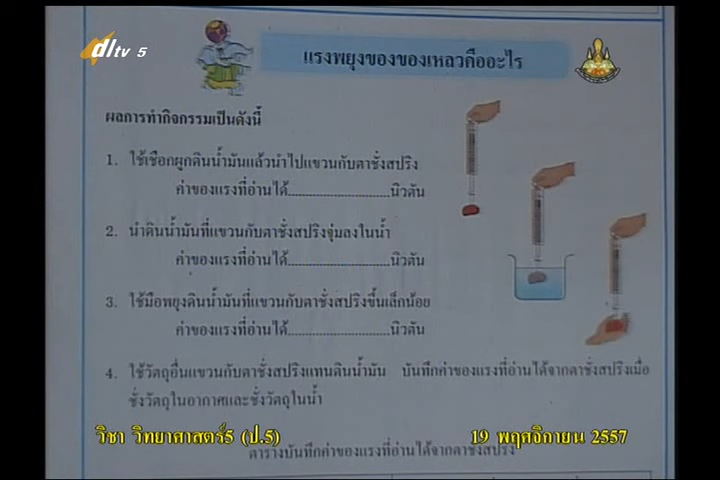 dltv 5
แรงพยุงของของเหลวคืออะไร
ผลการทำกิจกรรมเป็นดังนี้
1. ใช้เชือกผูกดินน้ำมันแล้วนำไปแขวนกับตาชั่งสปริง
ค่าของแรงที่อ่านได้..........................นิวตัน
2. นำดินน้ำมันที่แขวนกับตาชั่งสปริงจุ่มลงในน้ำ
ค่าของแรงที่อ่านได้..........................นิวตัน
3. ใช้มือพยุงดินน้ำมันที่แขวนกับตาชั่งสปริงขึ้นเล็กน้อย
ค่าของแรงที่อ่านได้..........................นิวตัน
4. ใช้วัตถุอื่นแขวนกับตาชั่งสปริงแทนดินน้ำมัน บันทึกค่าของแรงที่อ่านได้จากตาชั่งสปริงเมื่อ
ชั่งวัตถุในอากาศและชั่งวัตถุในน้ำ
วิชา วิทยาศาสตร์5 (ป.5) 19 พฤศจิกายน 2557
ตารางบันทึกค่าของแรงที่อ่านได้จากตาชั่งสปริง